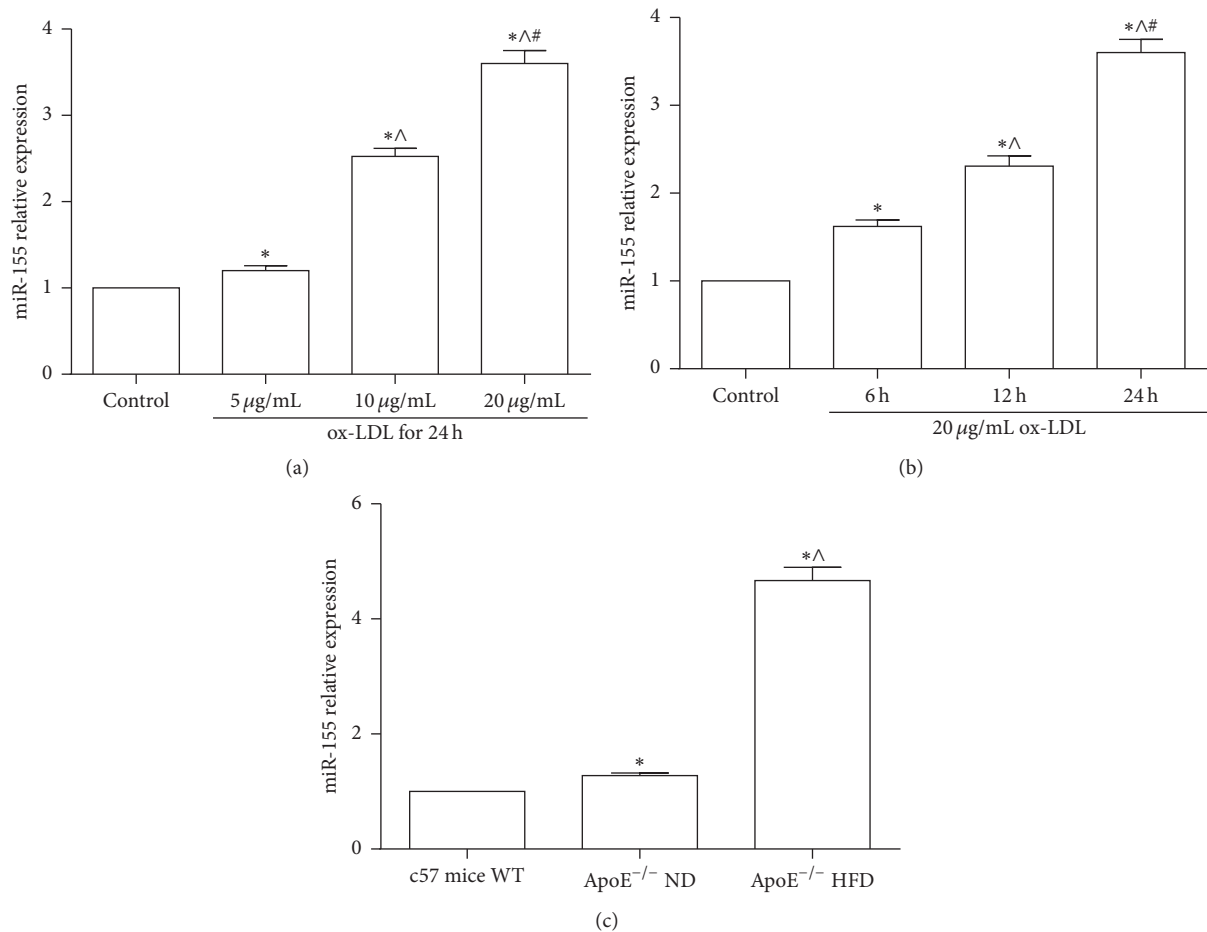 4
3
2
1
0
miR-155 relative expression
*
*^
*^#
Control
5 μg/mL
10 μg/mL
20 μg/mL
ox-LDL for 24 h
(a)
4
3
2
1
0
miR-155 relative expression
*
*^
*^#
Control
6 h
12 h
24 h
20 μg/mL ox-LDL
(b)
6
4
2
0
miR-155 relative expression
*
*^
c57 mice WT
ApoE⁻/⁻ ND
ApoE⁻/⁻ HFD
(c)